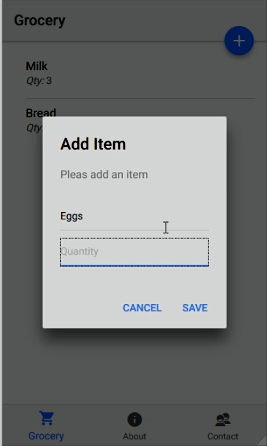 Grocery
Milk
Qty: 3
Bread
Qty
Add Item
Pleas add an item
Eggs
Quantity
CANCEL
SAVE
Grocery
About
Contact